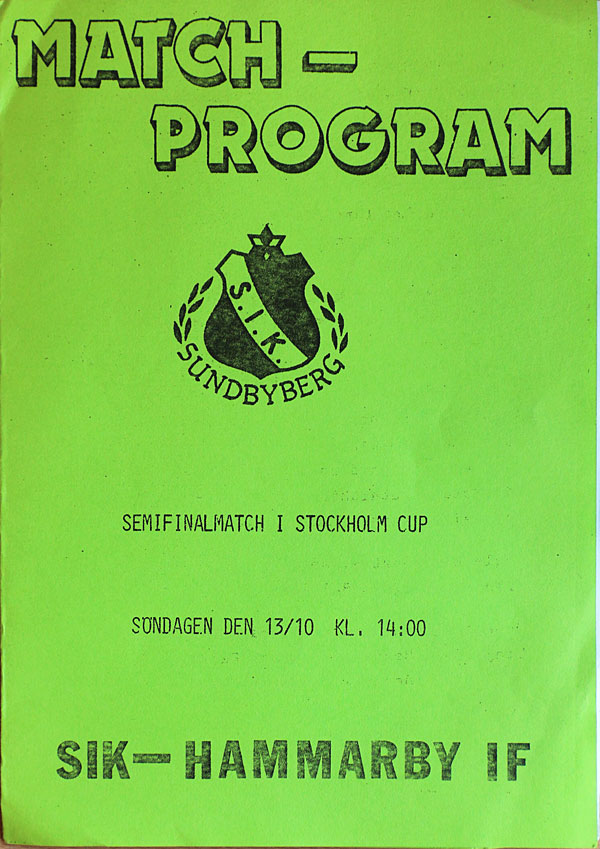 MATCH –
PROGRAM
S.I.K.
SUNDBYBERG
SEMIFINALMATCH I STOCKHOLM CUP
SÖNDAGEN DEN 13/10 KL. 14:00
SIK— HAMMARBY IF